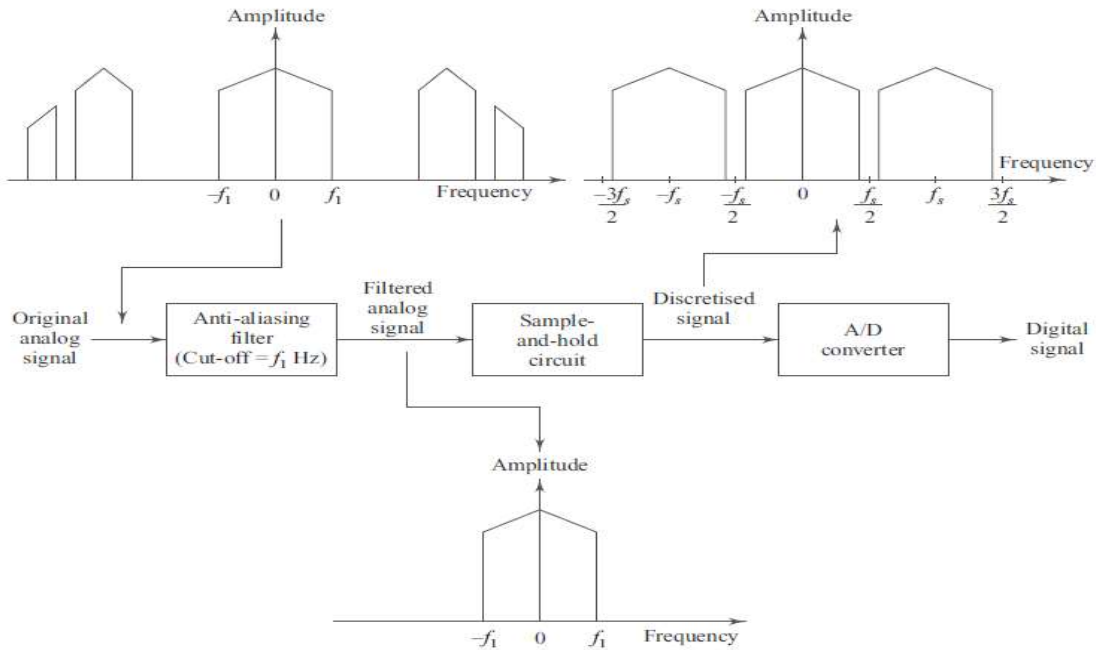 Amplitude
−f₁ 0 f₁ Frequency
Amplitude
Frequency
−3fₛ/2 −fₛ −fₛ/2 0 fₛ/2 fₛ 3fₛ/2
Original
analog
signal
Anti-aliasing
filter
(Cut-off = f₁ Hz)
Filtered
analog
signal
Sample-
and-hold
circuit
Discretised
signal
A/D
converter
Digital
signal
Amplitude
−f₁ 0 f₁ Frequency